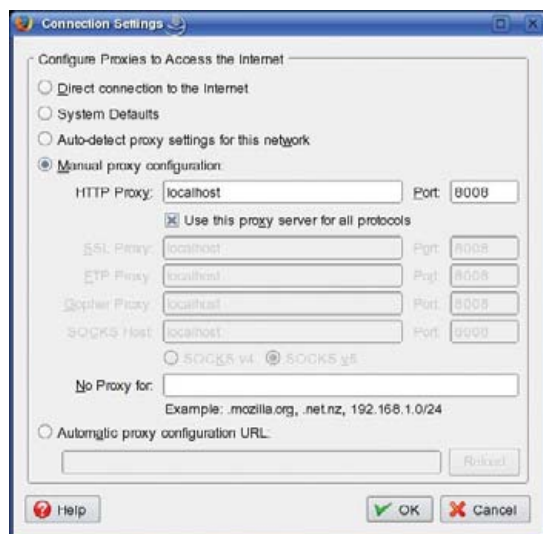 Connection Settings
Configure Proxies to Access the Internet
Direct connection to the Internet
System Defaults
Auto-detect proxy settings for this network
Manual proxy configuration:
HTTP Proxy: localhost Port: 8008
Use this proxy server for all protocols
SSL Proxy: localhost Port: 8008
FTP Proxy: localhost Port: 8008
Gopher Proxy: localhost Port: 8008
SOCKS Host: localhost Port: 8008
SOCKS v4 SOCKS v5
No Proxy for:
Example: .mozilla.org, .net.nz, 192.168.1.0/24
Automatic proxy configuration URL:
Reload
Help OK Cancel